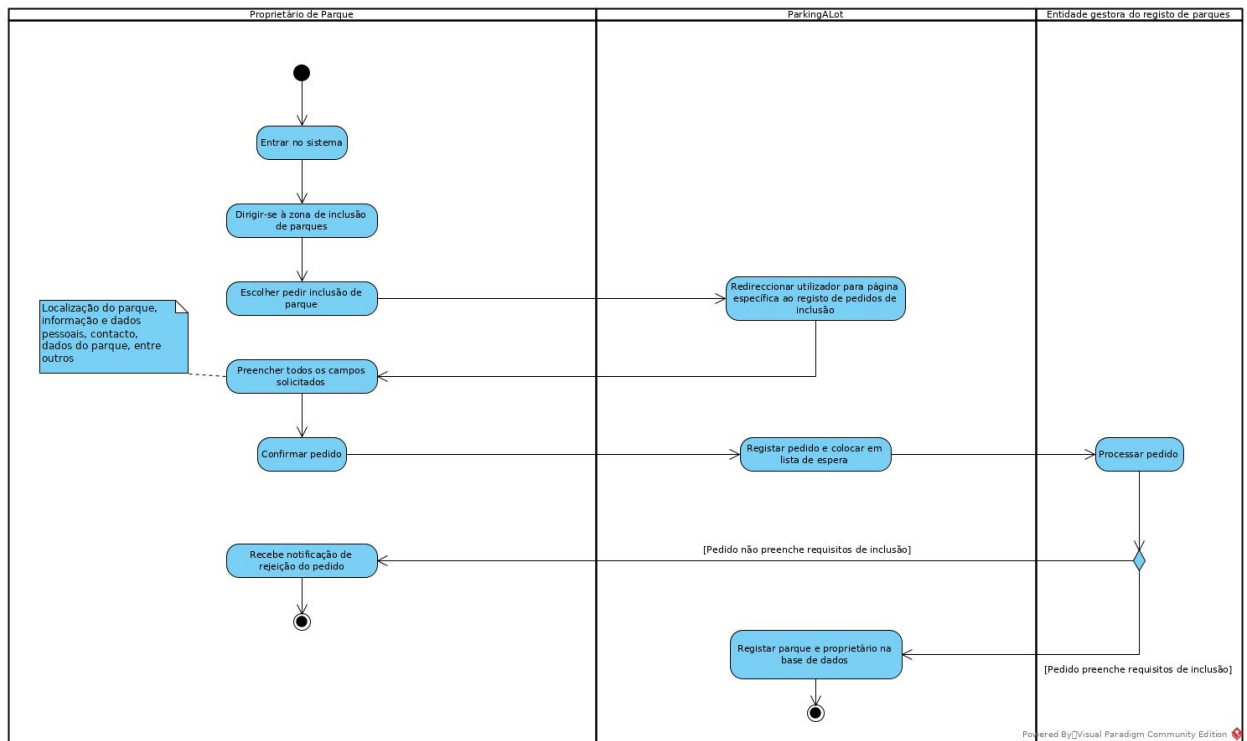 Proprietário de Parque
ParkingALot
Entidade gestora do registo de parques
Entrar no sistema
Dirigir-se à zona de inclusão
de parques
Escolher pedir inclusão de
parque
Redireccionar utilizador para página
específica ao registo de pedidos de
inclusão
Localização do parque,
informação e dados
pessoais, contacto,
dados do parque, entre
outros
Preencher todos os campos
solicitados
Confirmar pedido
Registar pedido e colocar em
lista de espera
Processar pedido
[Pedido não preenche requisitos de inclusão]
Recebe notificação de
rejeição do pedido
Registar parque e proprietário na
base de dados
[Pedido preenche requisitos de inclusão]
Powered By Visual Paradigm Community Edition